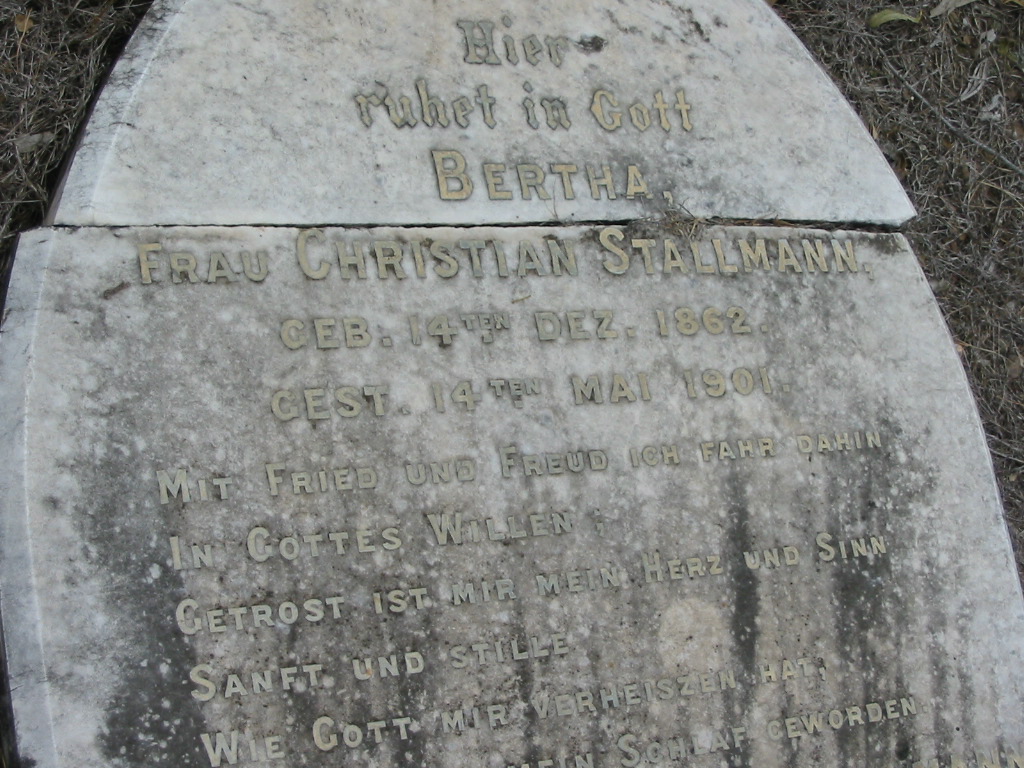 Hier
ruhet in Gott
BERTHA,
FRAU CHRISTIAN STALLMANN.
GEB. 14TEN DEZ. 1862.
GEST. 14TEN MAI 1901.
MIT FRIED UND FREUD ICH FAHR DAHIN
IN GOTTES WILLEN
GETROST IST MIR MEIN HERZ UND SINN
SANFT UND STILLE
WIE GOTT MIR VERHEISZEN HAT,
MEIN SCHLAF GEWORDEN.